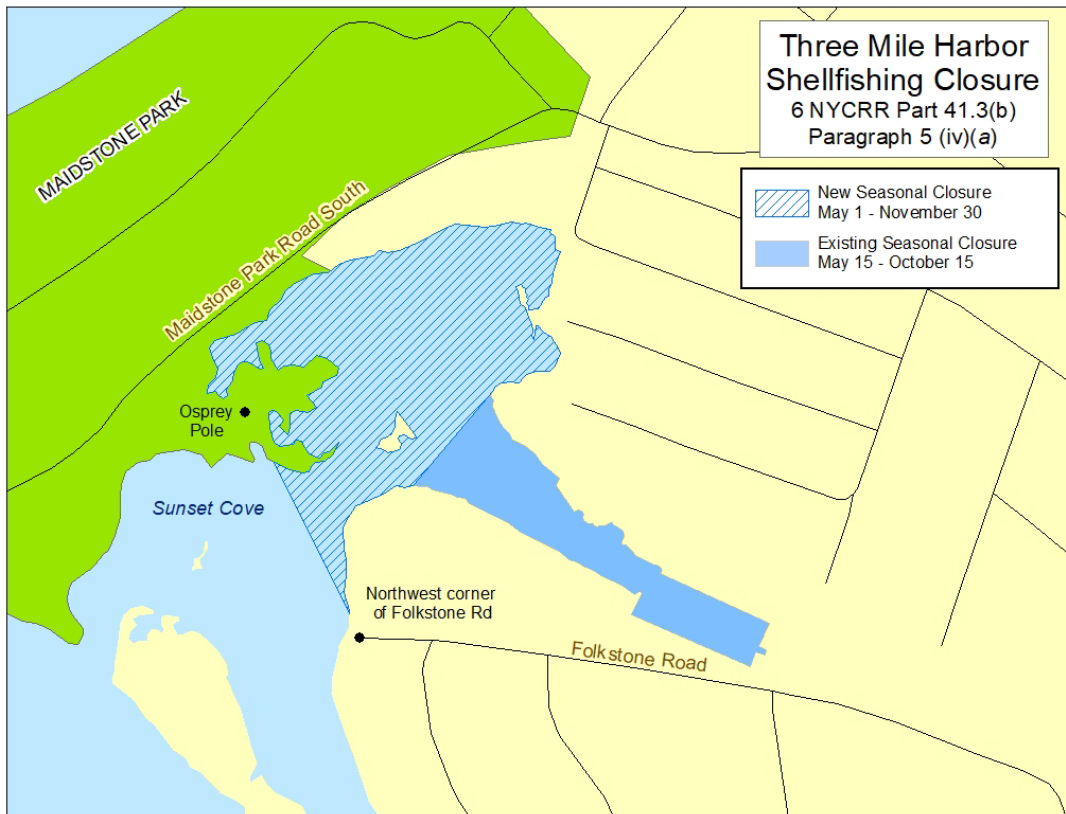 Three Mile Harbor
Shellfishing Closure
6 NYCRR Part 41.3(b)
Paragraph 5 (iv)(a)
New Seasonal Closure
May 1 - November 30
Existing Seasonal Closure
May 15 - October 15
MAIDSTONE PARK
Maidstone Park Road South
Osprey
Pole
Sunset Cove
Northwest corner
of Folkstone Rd
Folkstone Road